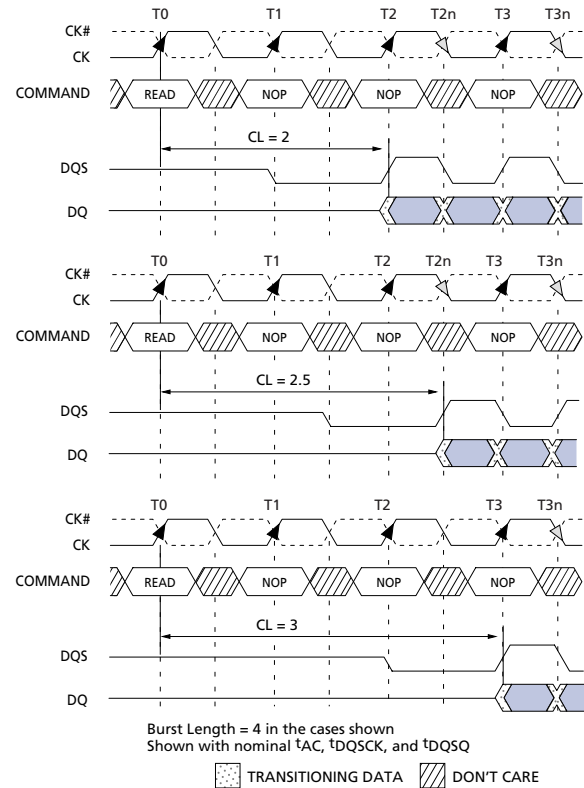 T0 T1 T2 T2n T3 T3n
CK#
CK
COMMAND READ NOP NOP NOP
CL = 2
DQS
DQ
T0 T1 T2 T2n T3 T3n
CK#
CK
COMMAND READ NOP NOP NOP
CL = 2.5
DQS
DQ
T0 T1 T2 T3 T3n
CK#
CK
COMMAND READ NOP NOP NOP
CL = 3
DQS
DQ
Burst Length = 4 in the cases shown
Shown with nominal tAC, tDQSCK, and tDQSQ
TRANSITIONING DATA DON'T CARE